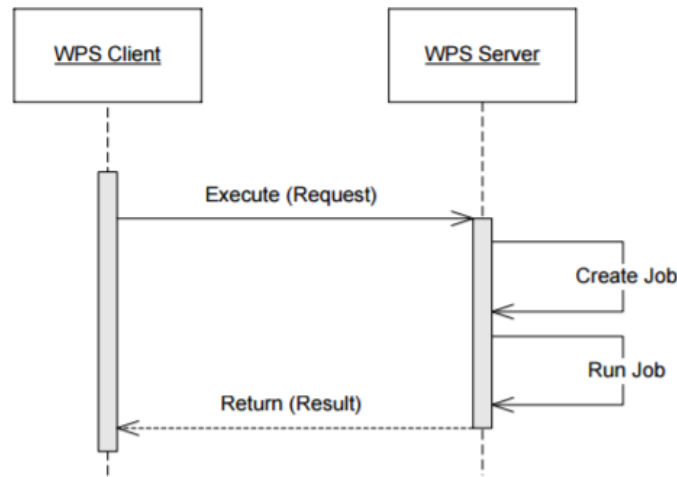 WPS Client
WPS Server
Execute (Request)
Create Job
Run Job
Return (Result)